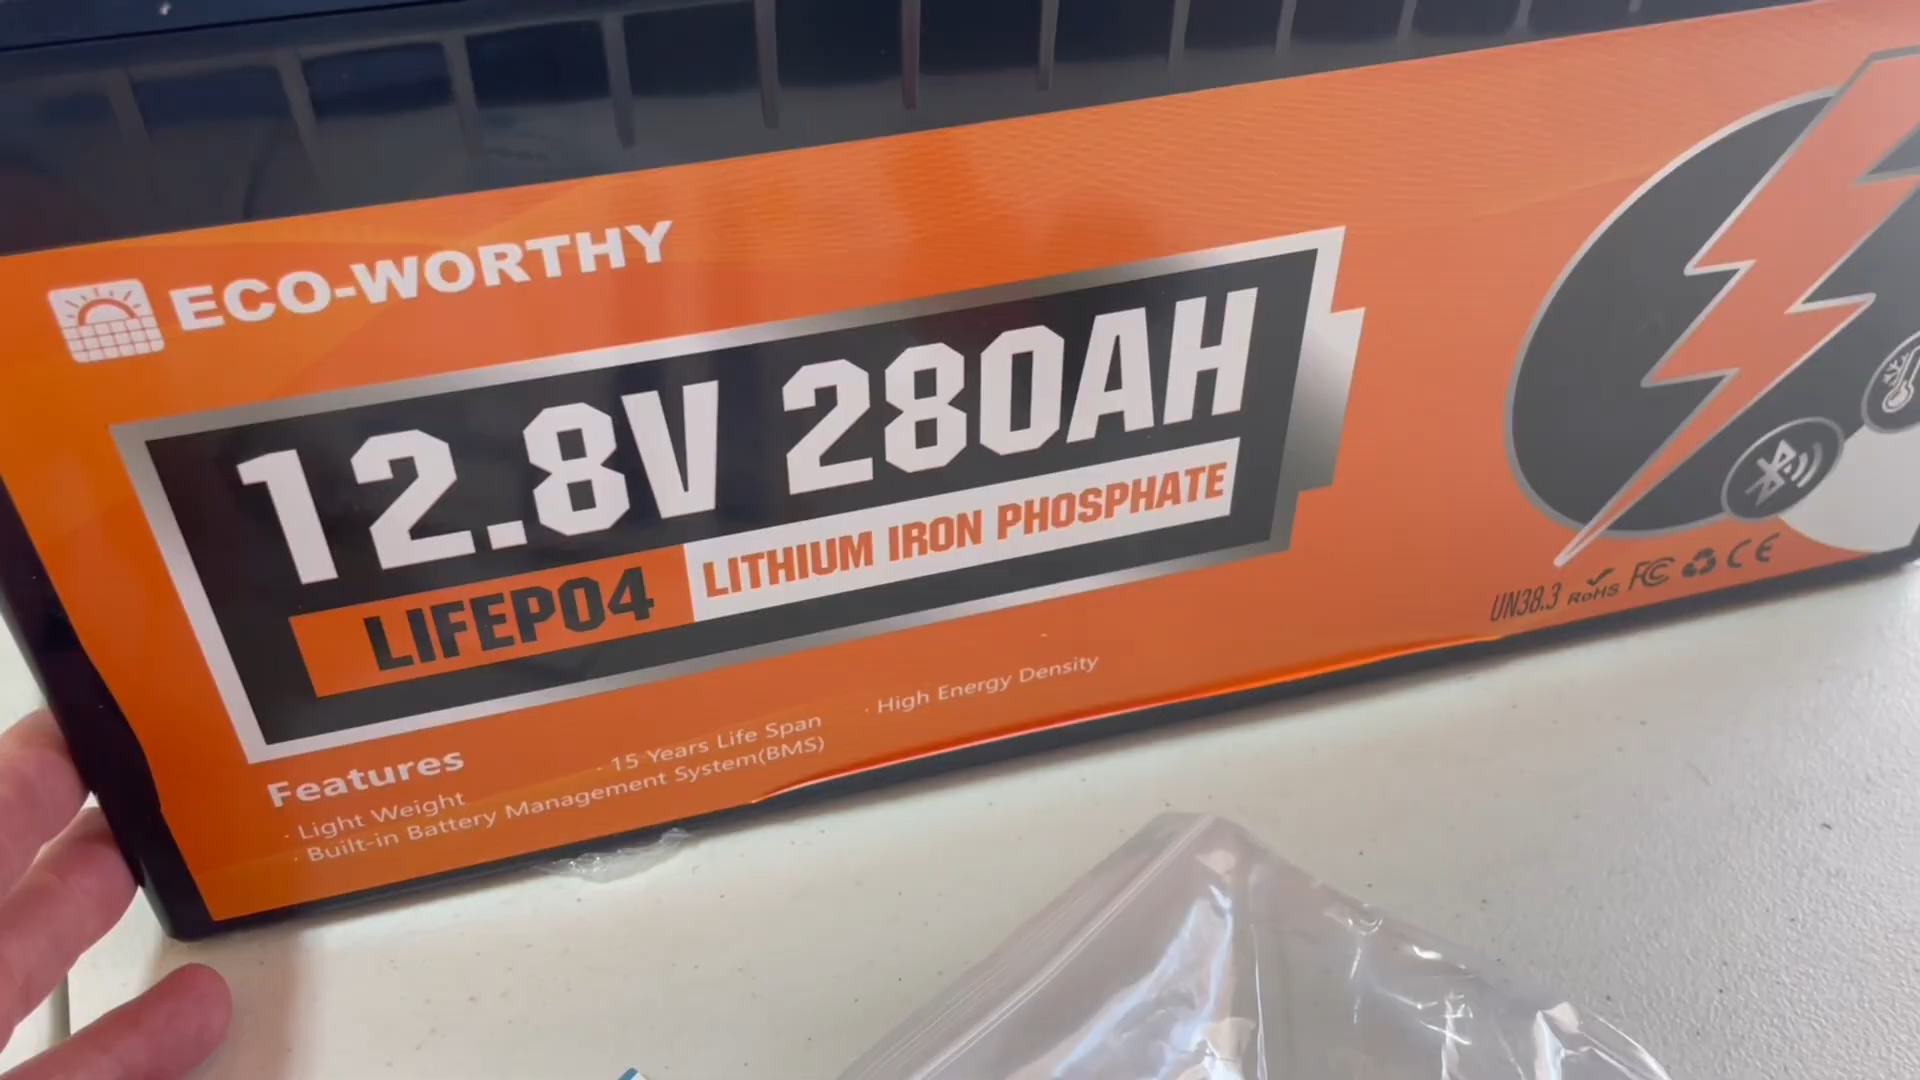 ECO-WORTHY
12.8V 280AH
LIFEPO4 LITHIUM IRON PHOSPHATE
UN38.3 RoHS FC CE
Features
· Light Weight · 15 Years Life Span · High Energy Density
· Built-in Battery Management System(BMS)